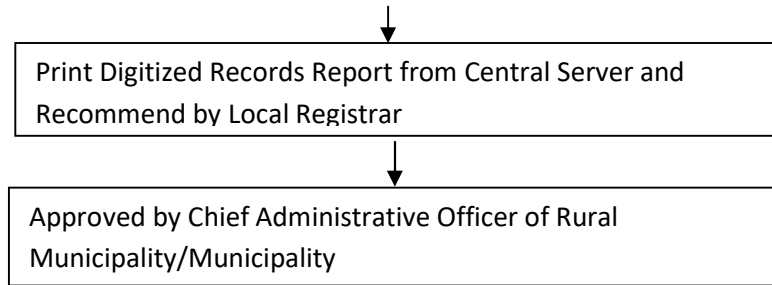 Print Digitized Records Report from Central Server and
Recommend by Local Registrar
Approved by Chief Administrative Officer of Rural
Municipality/Municipality